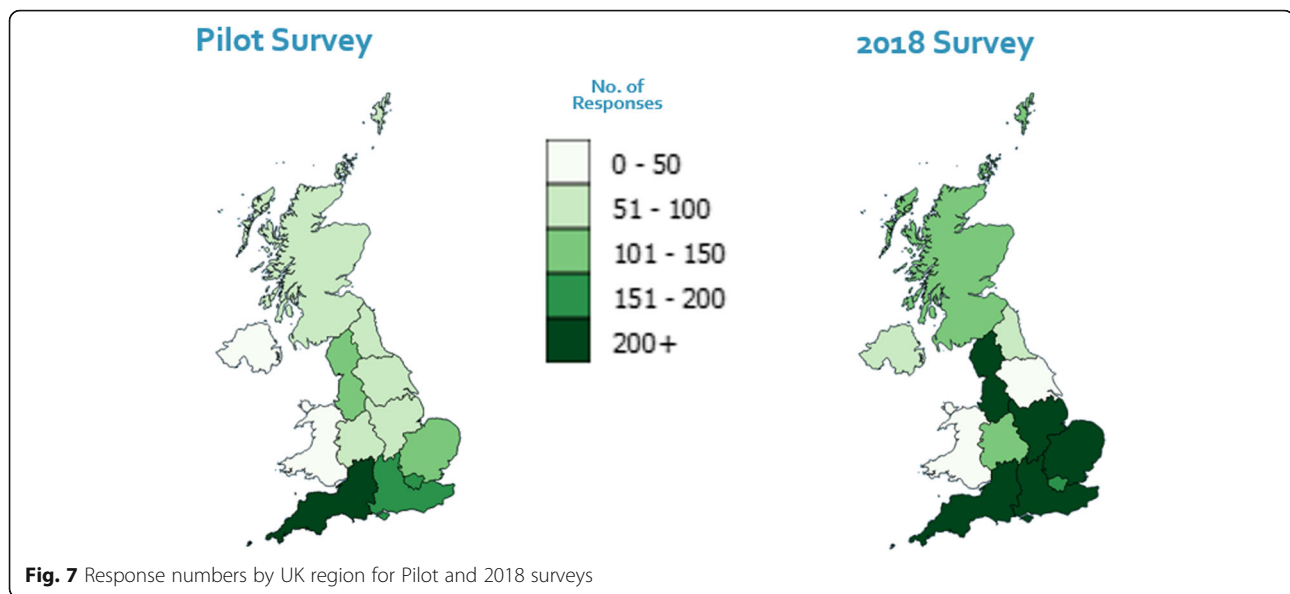 Pilot Survey
2018 Survey
No. of
Responses
0 - 50
51 - 100
101 - 150
151 - 200
200+
Fig. 7 Response numbers by UK region for Pilot and 2018 surveys